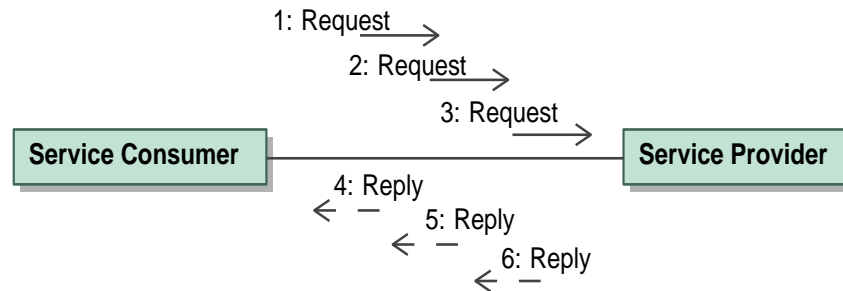 1: Request
2: Request
3: Request
Service Consumer
Service Provider
4: Reply
5: Reply
6: Reply